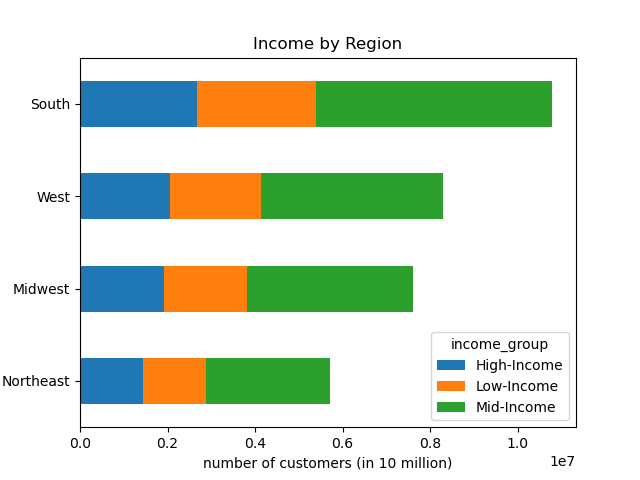 Income by Region
South
West
Midwest
Northeast
income_group
High-Income
Low-Income
Mid-Income
0.0 0.2 0.4 0.6 0.8 1.0
1e7
number of customers (in 10 million)